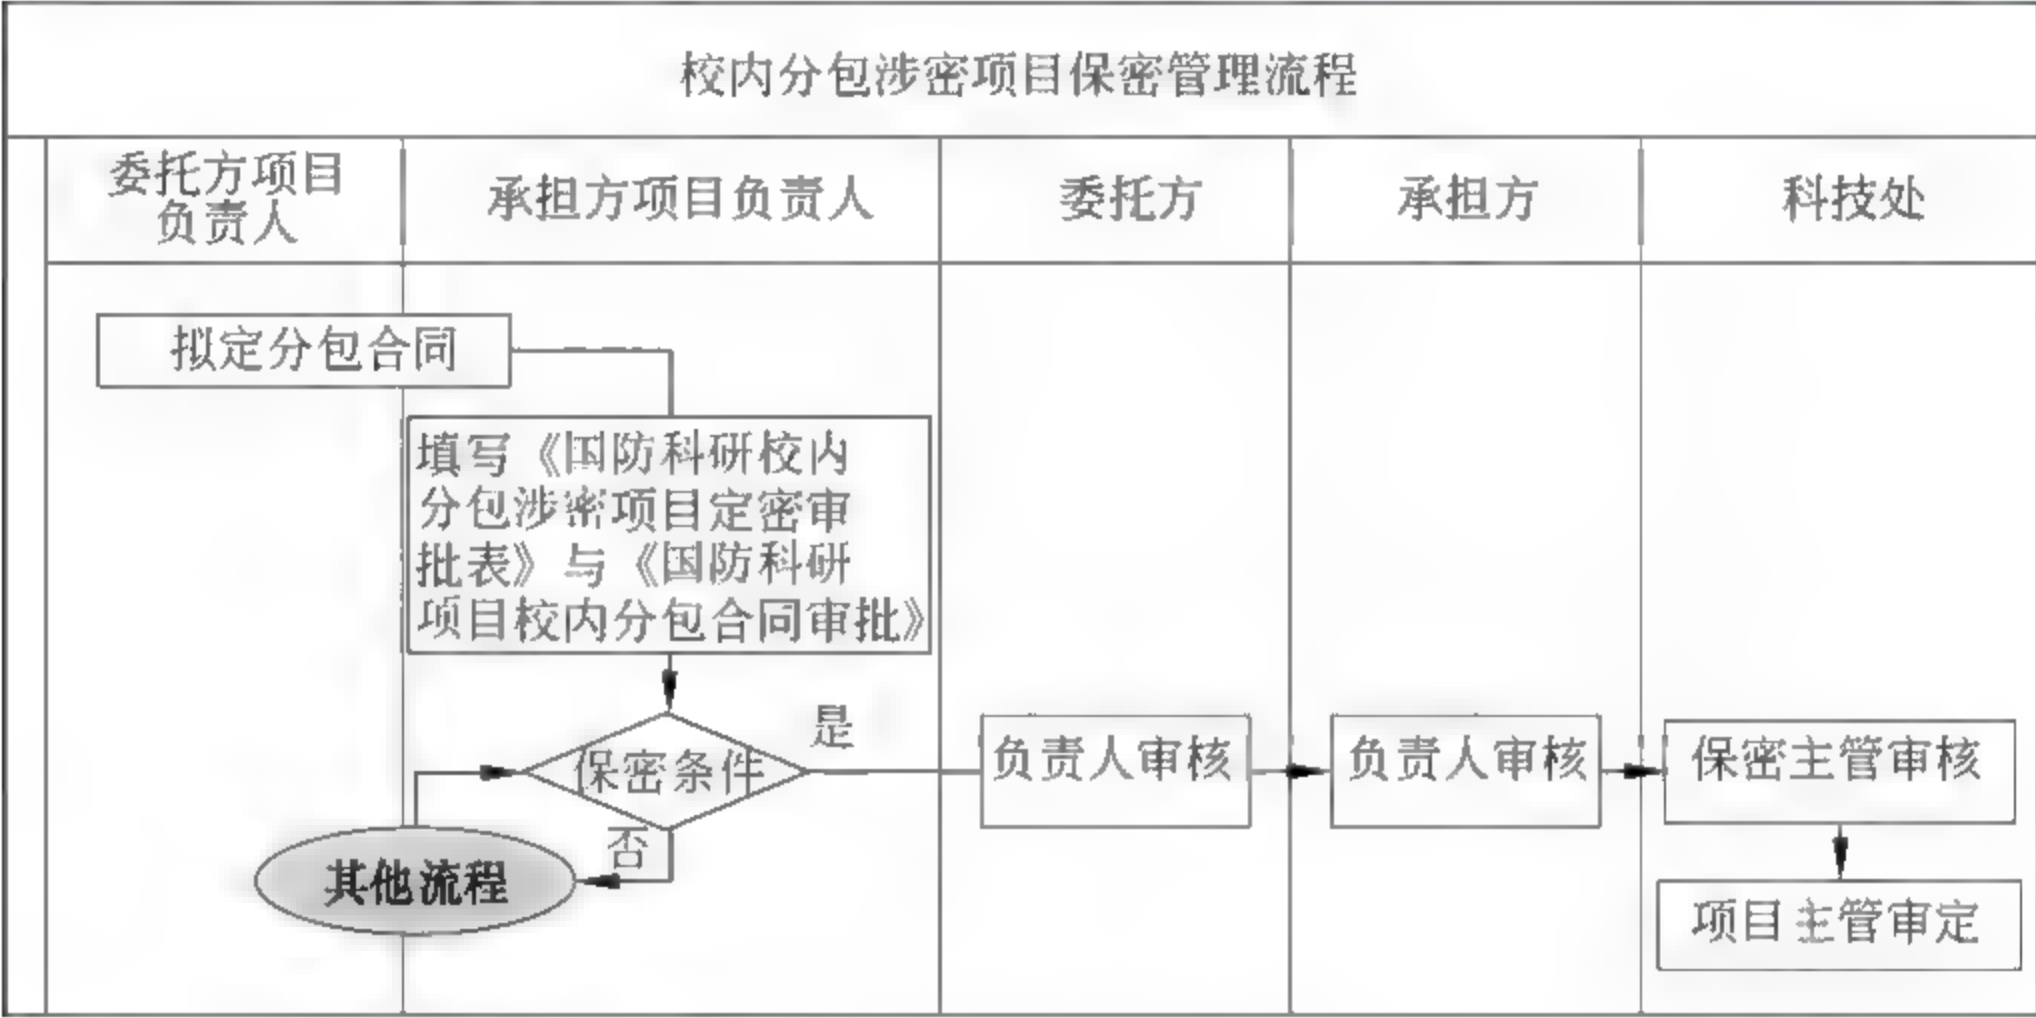 校内分包涉密项目保密管理流程
委托方项目
负责人
承担方项目负责人
委托方
承担方
科技处
拟定分包合同
填写《国防科研校内
分包涉密项目定密审
批表》与《国防科研
项目校内分包合同审批》
保密条件
是
否
其他流程
负责人审核
负责人审核
保密主管审核
项目主管审定